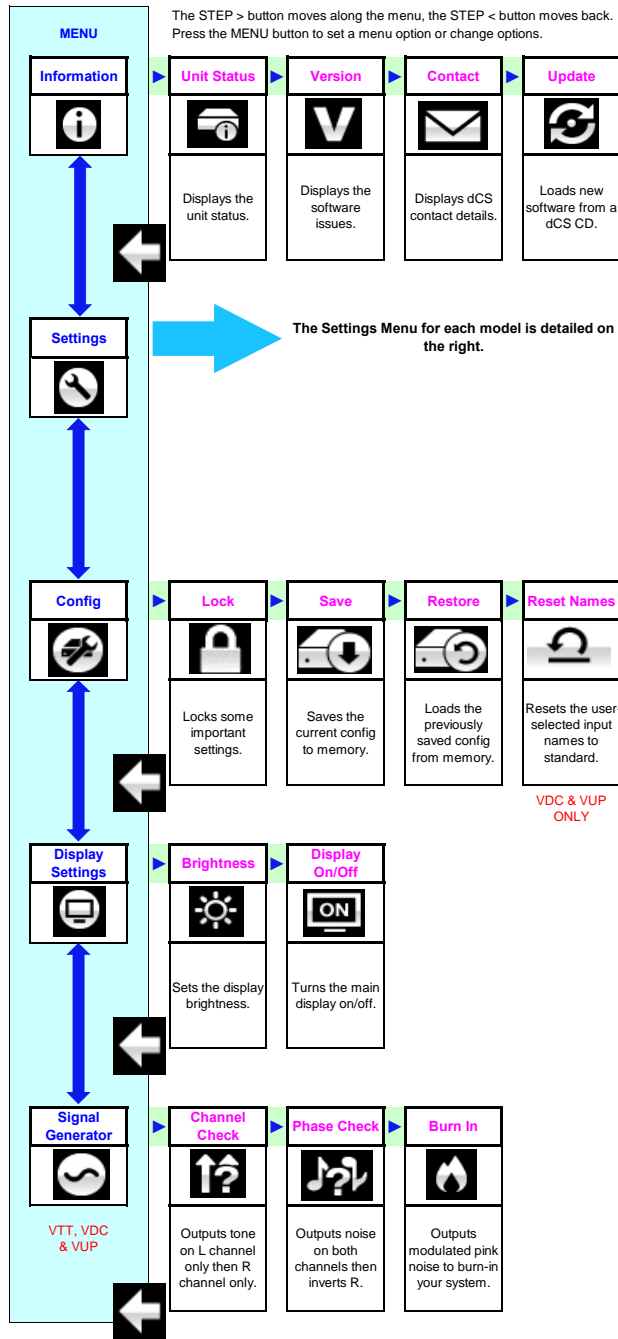 The STEP > button moves along the menu, the STEP < button moves back.
Press the MENU button to set a menu option or change options.
MENU
Information
Unit Status
Version
Contact
Update
V
Displays the
unit status.
Displays the
software
issues.
Displays dCS
contact details.
Loads new
software from a
dCS CD.
Settings
The Settings Menu for each model is detailed on
the right.
Config
Lock
Save
Restore
Reset Names
Locks some
important
settings.
Saves the
current config
to memory.
Loads the
previously
saved config
from memory.
Resets the user-
selected input
names to
standard.
VDC & VUP
ONLY
Display
Settings
Brightness
Display
On/Off
ON
Sets the display
brightness.
Turns the main
display on/off.
Signal
Generator
Channel
Check
Phase Check
Burn In
?
?
VTT, VDC
& VUP
Outputs tone
on L channel
only then R
channel only.
Outputs noise
on both
channels then
inverts R.
Outputs
modulated pink
noise to burn-in
your system.